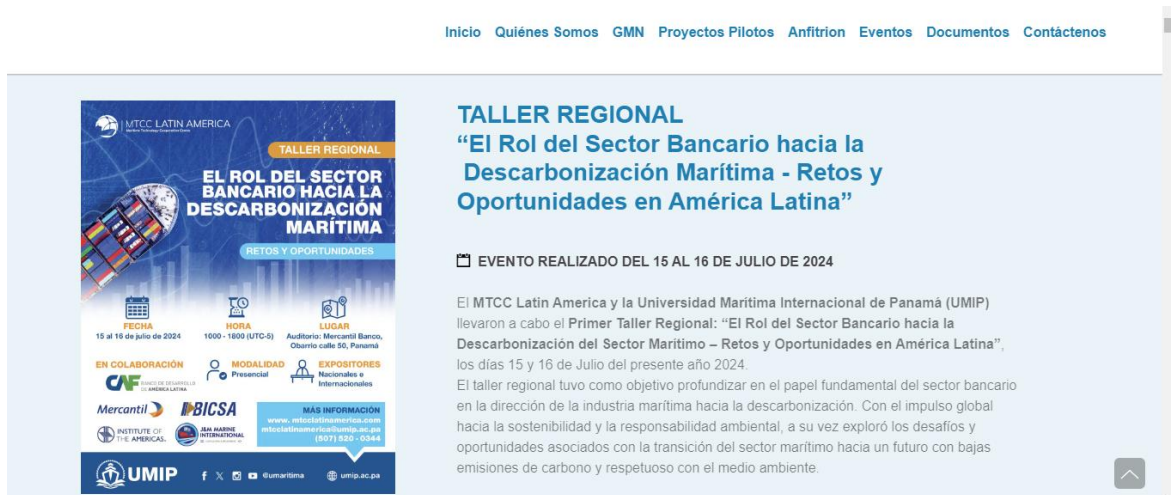 Inicio Quiénes Somos GMN Proyectos Pilotos Anfitrion Eventos Documentos Contáctenos
MTCC LATIN AMERICA
TALLER REGIONAL
EL ROL DEL SECTOR
BANCARIO HACIA LA
DESCARBONIZACIÓN
MARÍTIMA
RETOS Y OPORTUNIDADES
FECHA
15 al 16 de julio de 2024
HORA
1000 - 1600 (UTC-5)
LUGAR
Auditorio: Mercantil Banco,
Obarrio calle 50, Panamá
EN COLABORACIÓN
CAF BANCO DE DESARROLLO
DE AMÉRICA LATINA
MODALIDAD
Presencial
EXPOSITORES
Nacionales e
Internacionales
Mercantil
BICSA
INSTITUTE OF
THE AMERICAS.
J&M MARINE
INTERNATIONAL
MÁS INFORMACIÓN
www. mtcclatinamerica.com
mtcclatinamerica@umip.ac.pa
(507) 520 - 0344
UMIP
@umaritima
umip.ac.pa
TALLER REGIONAL
“El Rol del Sector Bancario hacia la
Descarbonización Marítima - Retos y
Oportunidades en América Latina”
EVENTO REALIZADO DEL 15 AL 16 DE JULIO DE 2024
El MTCC Latin America y la Universidad Marítima Internacional de Panamá (UMIP)
llevaron a cabo el Primer Taller Regional: “El Rol del Sector Bancario hacia la
Descarbonización del Sector Marítimo – Retos y Oportunidades en América Latina”,
los días 15 y 16 de Julio del presente año 2024.
El taller regional tuvo como objetivo profundizar en el papel fundamental del sector bancario
en la dirección de la industria marítima hacia la descarbonización. Con el impulso global
hacia la sostenibilidad y la responsabilidad ambiental, a su vez exploró los desafíos y
oportunidades asociados con la transición del sector marítimo hacia un futuro con bajas
emisiones de carbono y respetuoso con el medio ambiente.